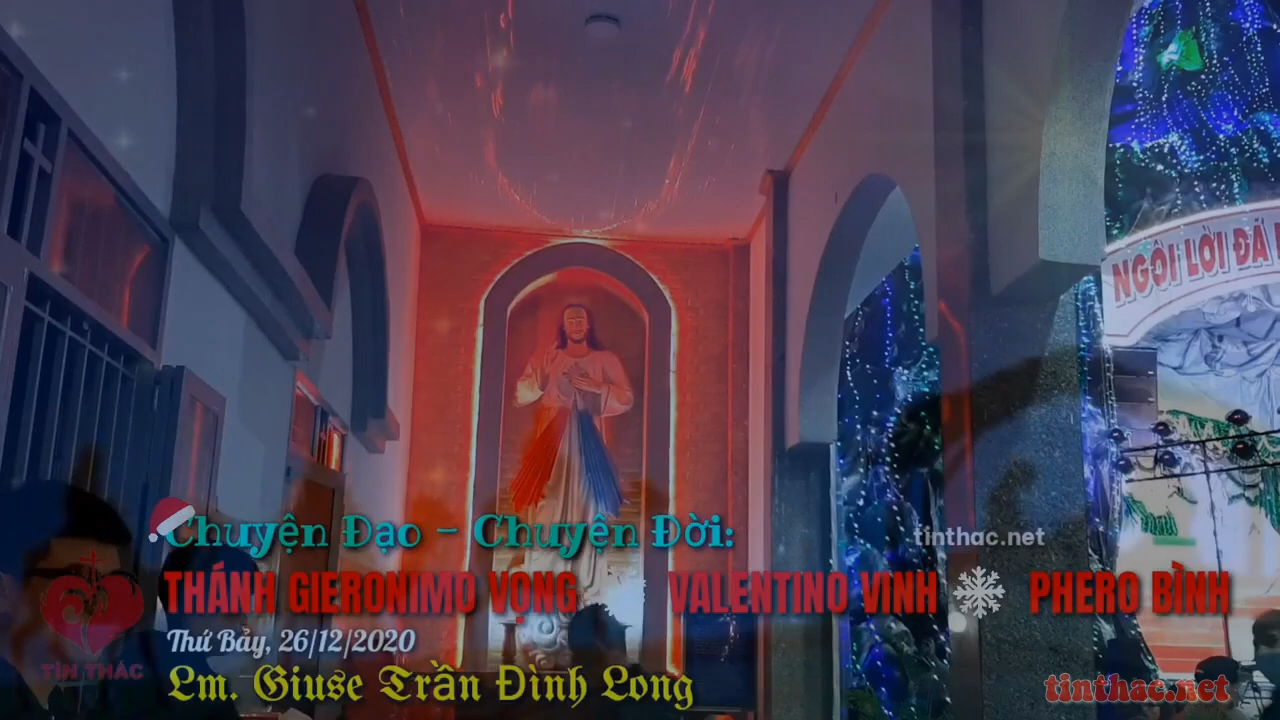 NGÔI LỜI ĐÃ
Chuyện Đạo - Chuyện Đời:
tinthac.net
THÁNH GIERONIMO VỌNG VALENTINO VINH PHERO BÌNH
Thứ Bảy, 26/12/2020
TÍN THÁC
Lm. Giuse Trần Đình Long
tinthac.net